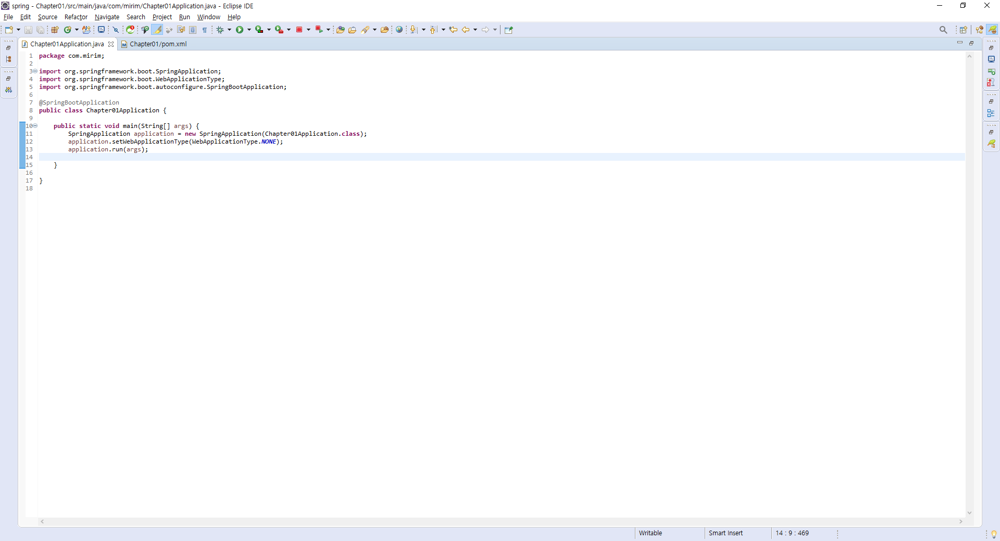 spring - Chapter01/src/main/java/com/mirim/Chapter01Application.java - Eclipse IDE
File Edit Source Refactor Navigate Search Project Run Window Help
Chapter01Application.java Chapter01/pom.xml
1 package com.mirim;
2
3 import org.springframework.boot.SpringApplication;
4 import org.springframework.boot.WebApplicationType;
5 import org.springframework.boot.autoconfigure.SpringBootApplication;
6
7 @SpringBootApplication
8 public class Chapter01Application {
9
10 public static void main(String[] args) {
11 SpringApplication application = new SpringApplication(Chapter01Application.class);
12 application.setWebApplicationType(WebApplicationType.NONE);
13 application.run(args);
14
15 }
16
17 }
18
Writable Smart Insert 14 : 9 : 469